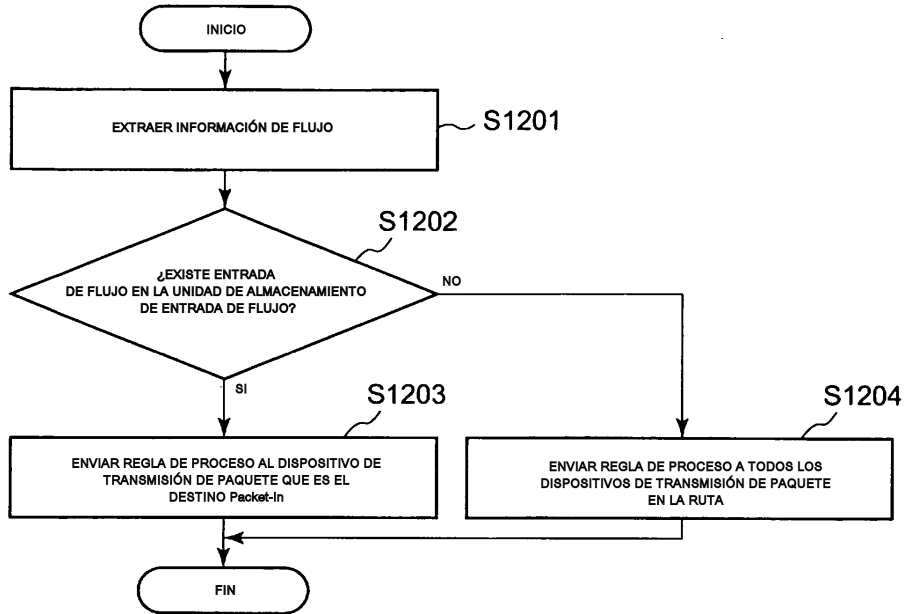 INICIO
EXTRAER INFORMACIÓN DE FLUJO
S1201
S1202
¿EXISTE ENTRADA
DE FLUJO EN LA UNIDAD DE ALMACENAMIENTO
DE ENTRADA DE FLUJO?
NO
SI
S1203
ENVIAR REGLA DE PROCESO AL DISPOSITIVO DE
TRANSMISIÓN DE PAQUETE QUE ES EL
DESTINO Packet-In
S1204
ENVIAR REGLA DE PROCESO A TODOS LOS
DISPOSITIVOS DE TRANSMISIÓN DE PAQUETE
EN LA RUTA
FIN